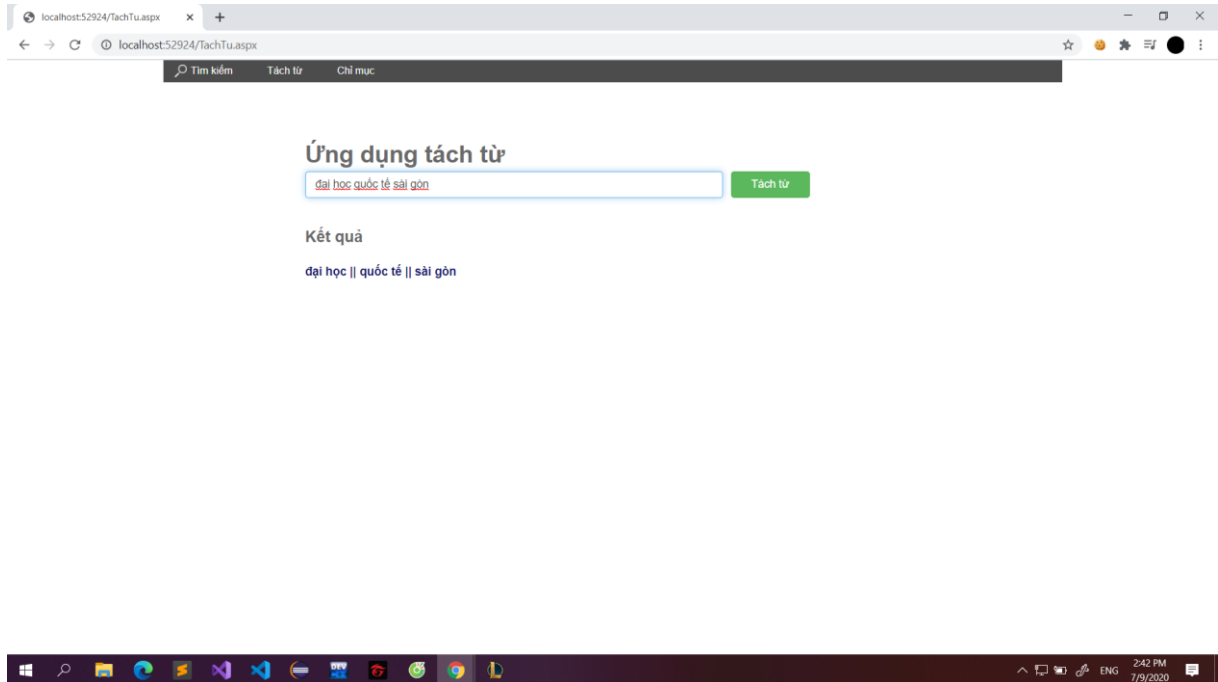 localhost:52924/TachTu.aspx
localhost:52924/TachTu.aspx
Tìm kiếm Tách từ Chỉ mục
Ứng dụng tách từ
đại học quốc tế sài gòn Tách từ
Kết quả
đại học || quốc tế || sài gòn
DEV
ENG 2:42 PM
7/9/2020